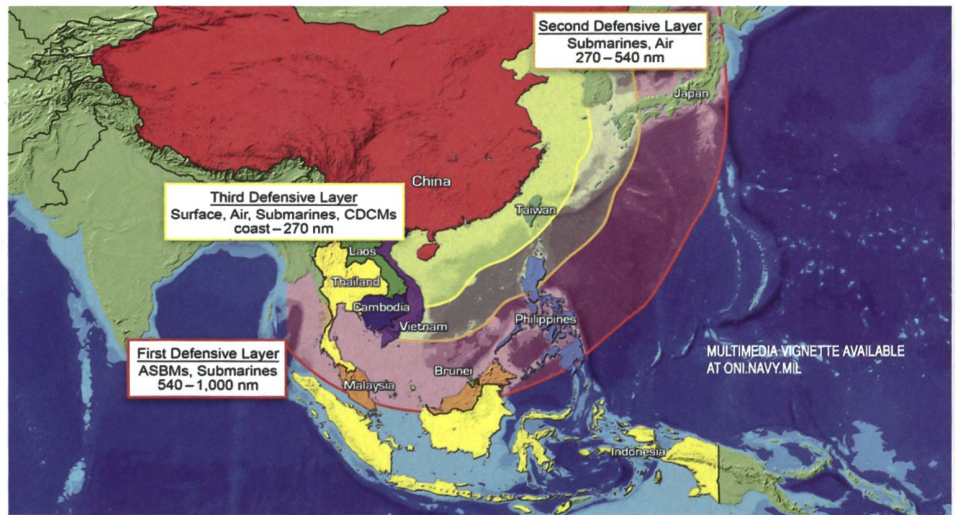 Second Defensive Layer
Submarines, Air
270 – 540 nm
Japan
China
Third Defensive Layer
Surface, Air, Submarines, CDCMs
coast – 270 nm
Taiwan
Laos
Thailand
Cambodia
Vietnam
Philippines
First Defensive Layer
ASBMs, Submarines
540 – 1,000 nm
MULTIMEDIA VIGNETTE AVAILABLE
AT ONI.NAVY.MIL
Brunei
Malaysia
Indonesia